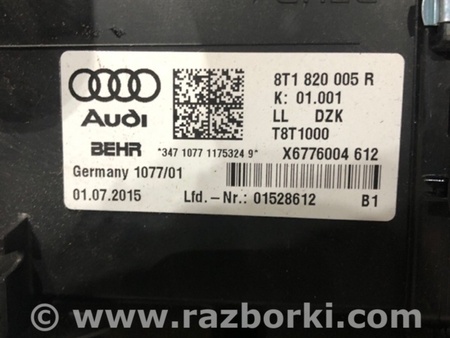 8T1 820 005 R
K: 01.001
LL DZK
T8T1000
Audi
BEHR
*347 1077 1175324 9*
X6776004 612
Germany 1077/01
01.07.2015
Lfd.-Nr.: 01528612
B1
© www.razborki.com